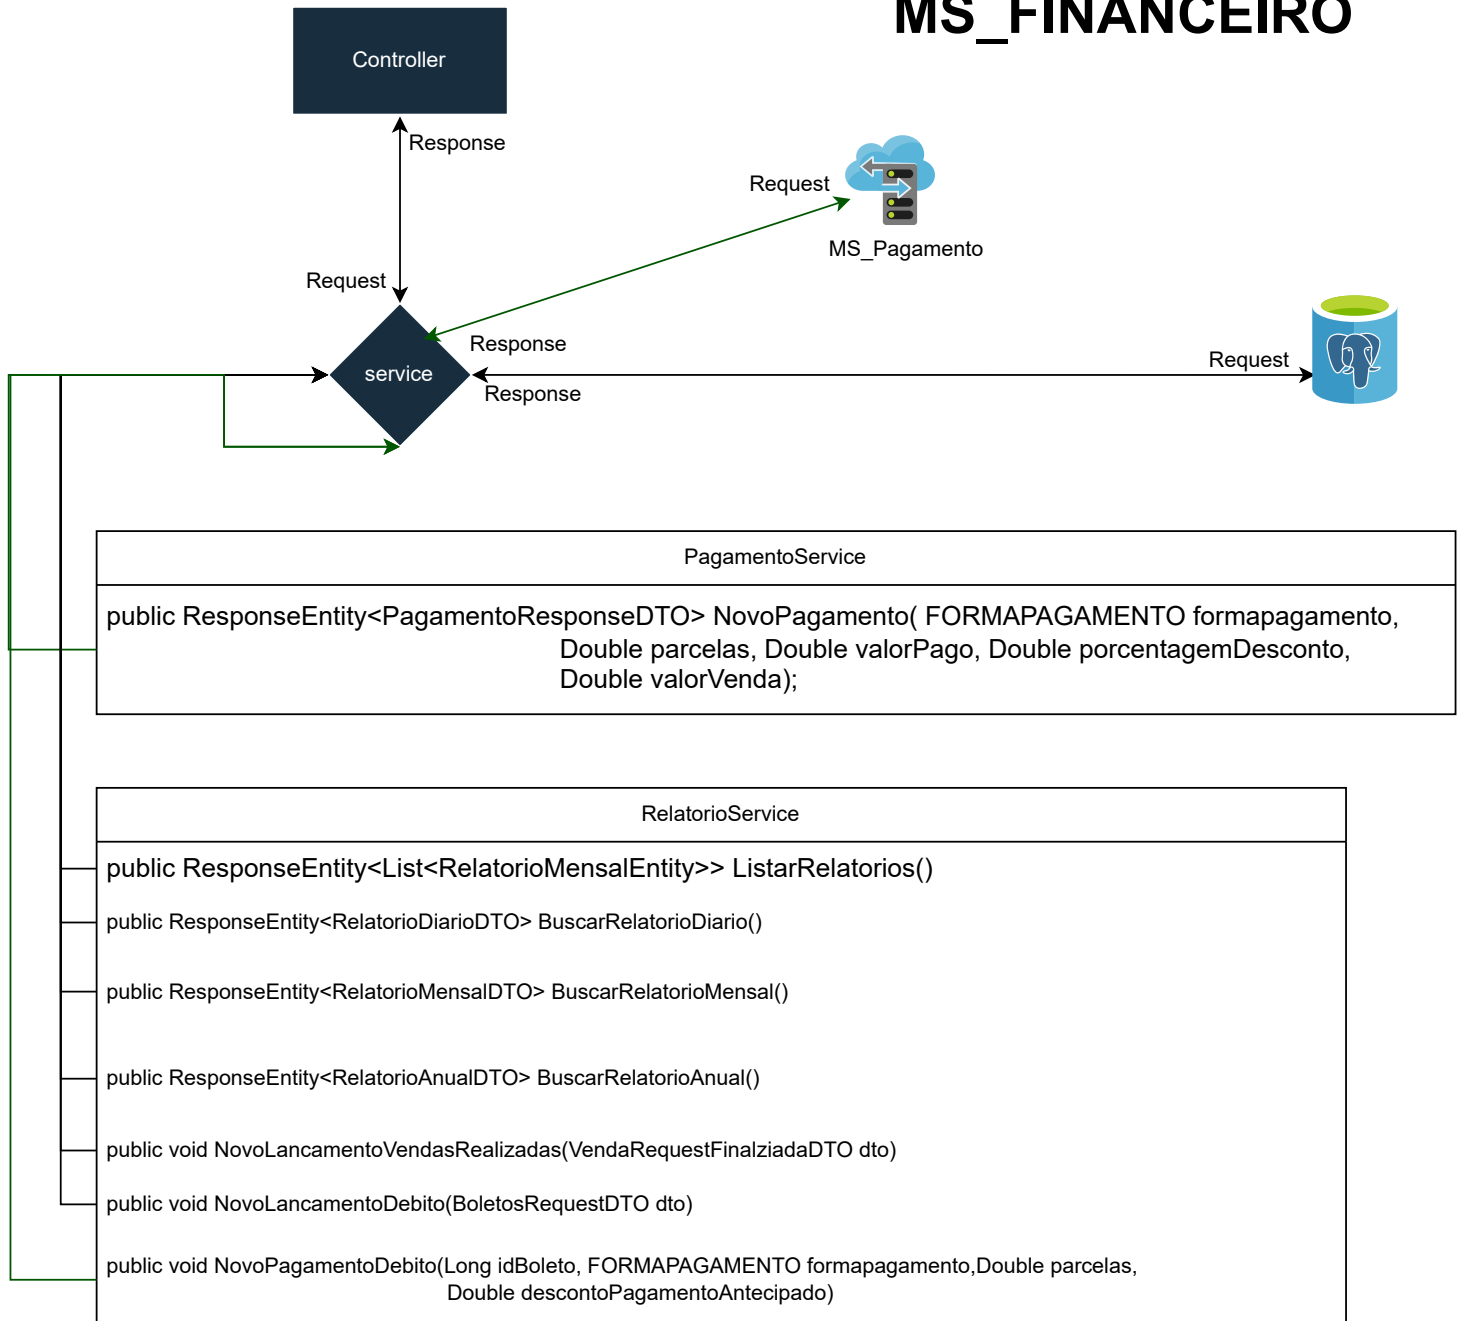 MS_FINANCEIRO
Controller
Response
Request
MS_Pagamento
Request
Response
service
Request
Response
PagamentoService
public ResponseEntity<PagamentoResponseDTO> NovoPagamento( FORMAPAGAMENTO formapagamento,
Double parcelas, Double valorPago, Double porcentagemDesconto,
Double valorVenda);
RelatorioService
public ResponseEntity<List<RelatorioMensalEntity>> ListarRelatorios()
public ResponseEntity<RelatorioDiarioDTO> BuscarRelatorioDiario()
public ResponseEntity<RelatorioMensalDTO> BuscarRelatorioMensal()
public ResponseEntity<RelatorioAnualDTO> BuscarRelatorioAnual()
public void NovoLancamentoVendasRealizadas(VendaRequestFinalziadaDTO dto)
public void NovoLancamentoDebito(BoletosRequestDTO dto)
public void NovoPagamentoDebito(Long idBoleto, FORMAPAGAMENTO formapagamento,Double parcelas,
Double descontoPagamentoAntecipado)